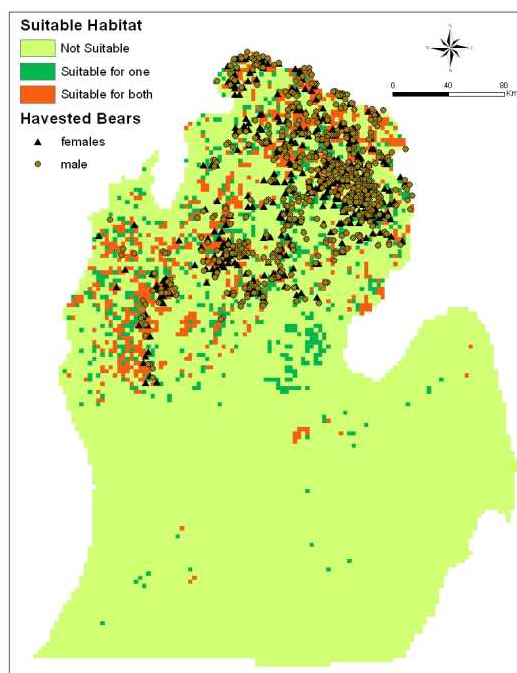 Suitable Habitat
Not Suitable
Suitable for one
Suitable for both
Havested Bears
females
male
0 40 80
Km